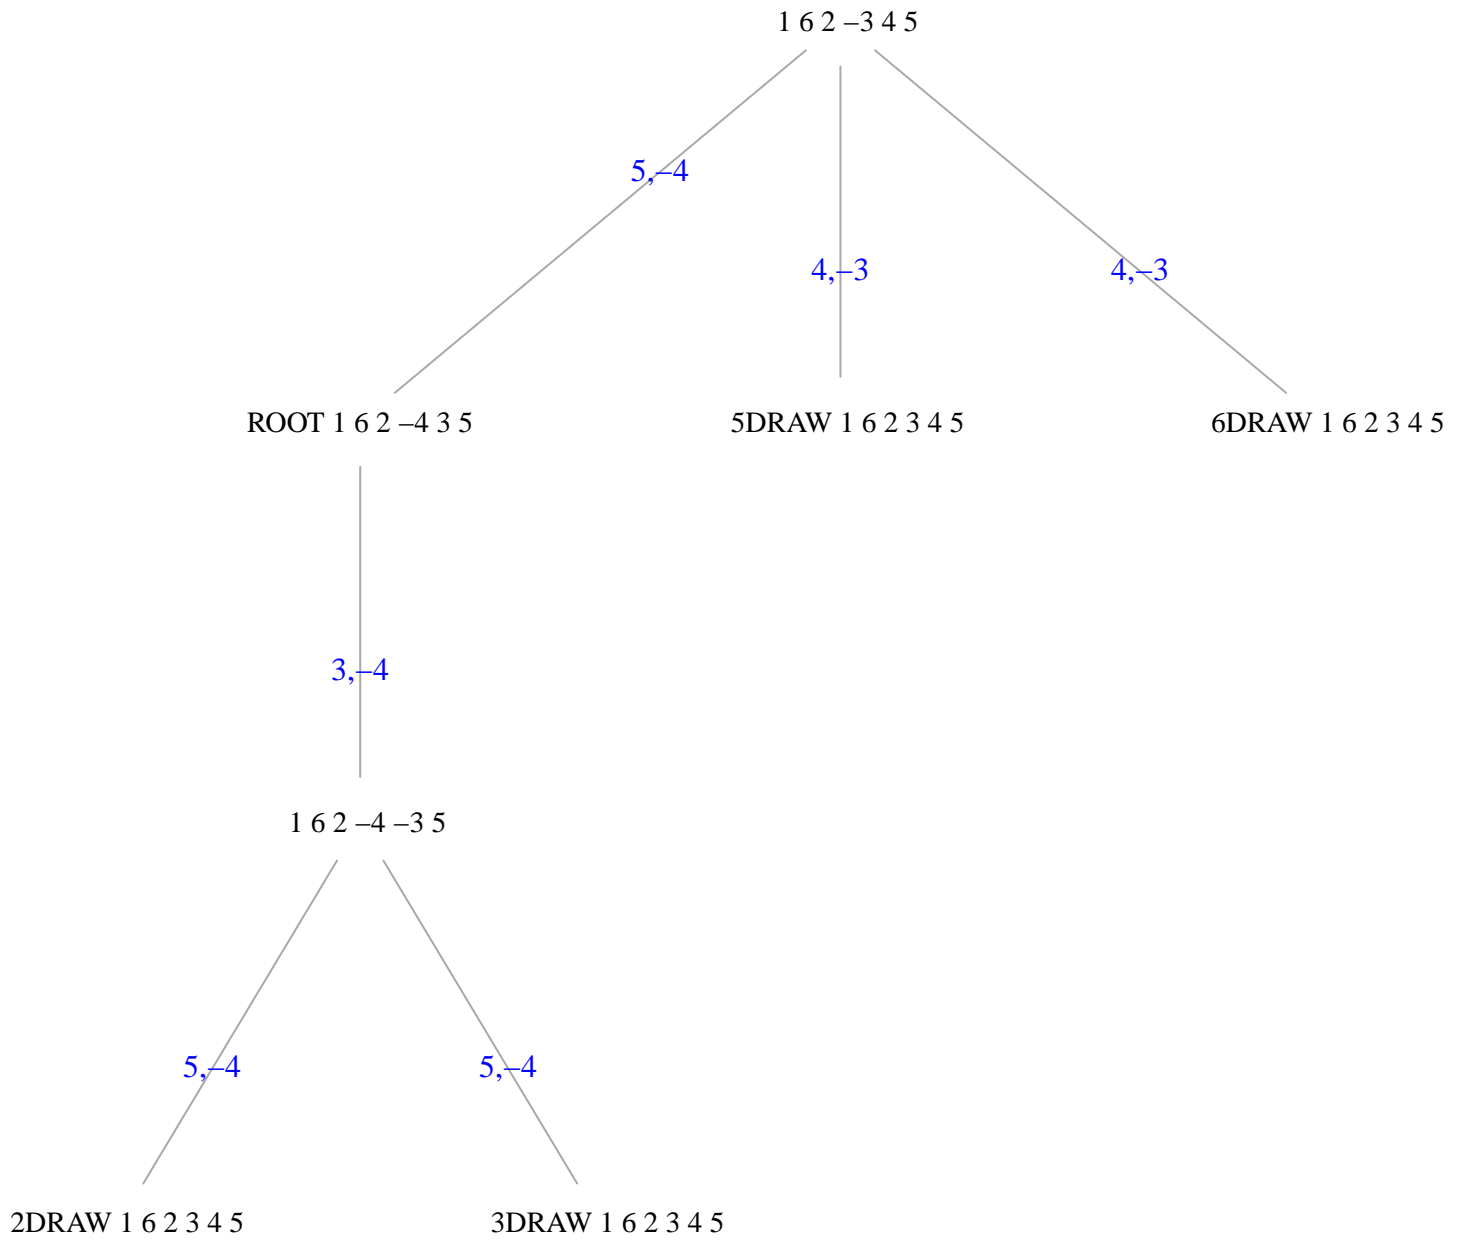 1 6 2 –3 4 5
5,–4
4,–3
4,–3
ROOT 1 6 2 –4 3 5
5DRAW 1 6 2 3 4 5
6DRAW 1 6 2 3 4 5
3,–4
1 6 2 –4 –3 5
5,–4
5,–4
2DRAW 1 6 2 3 4 5
3DRAW 1 6 2 3 4 5